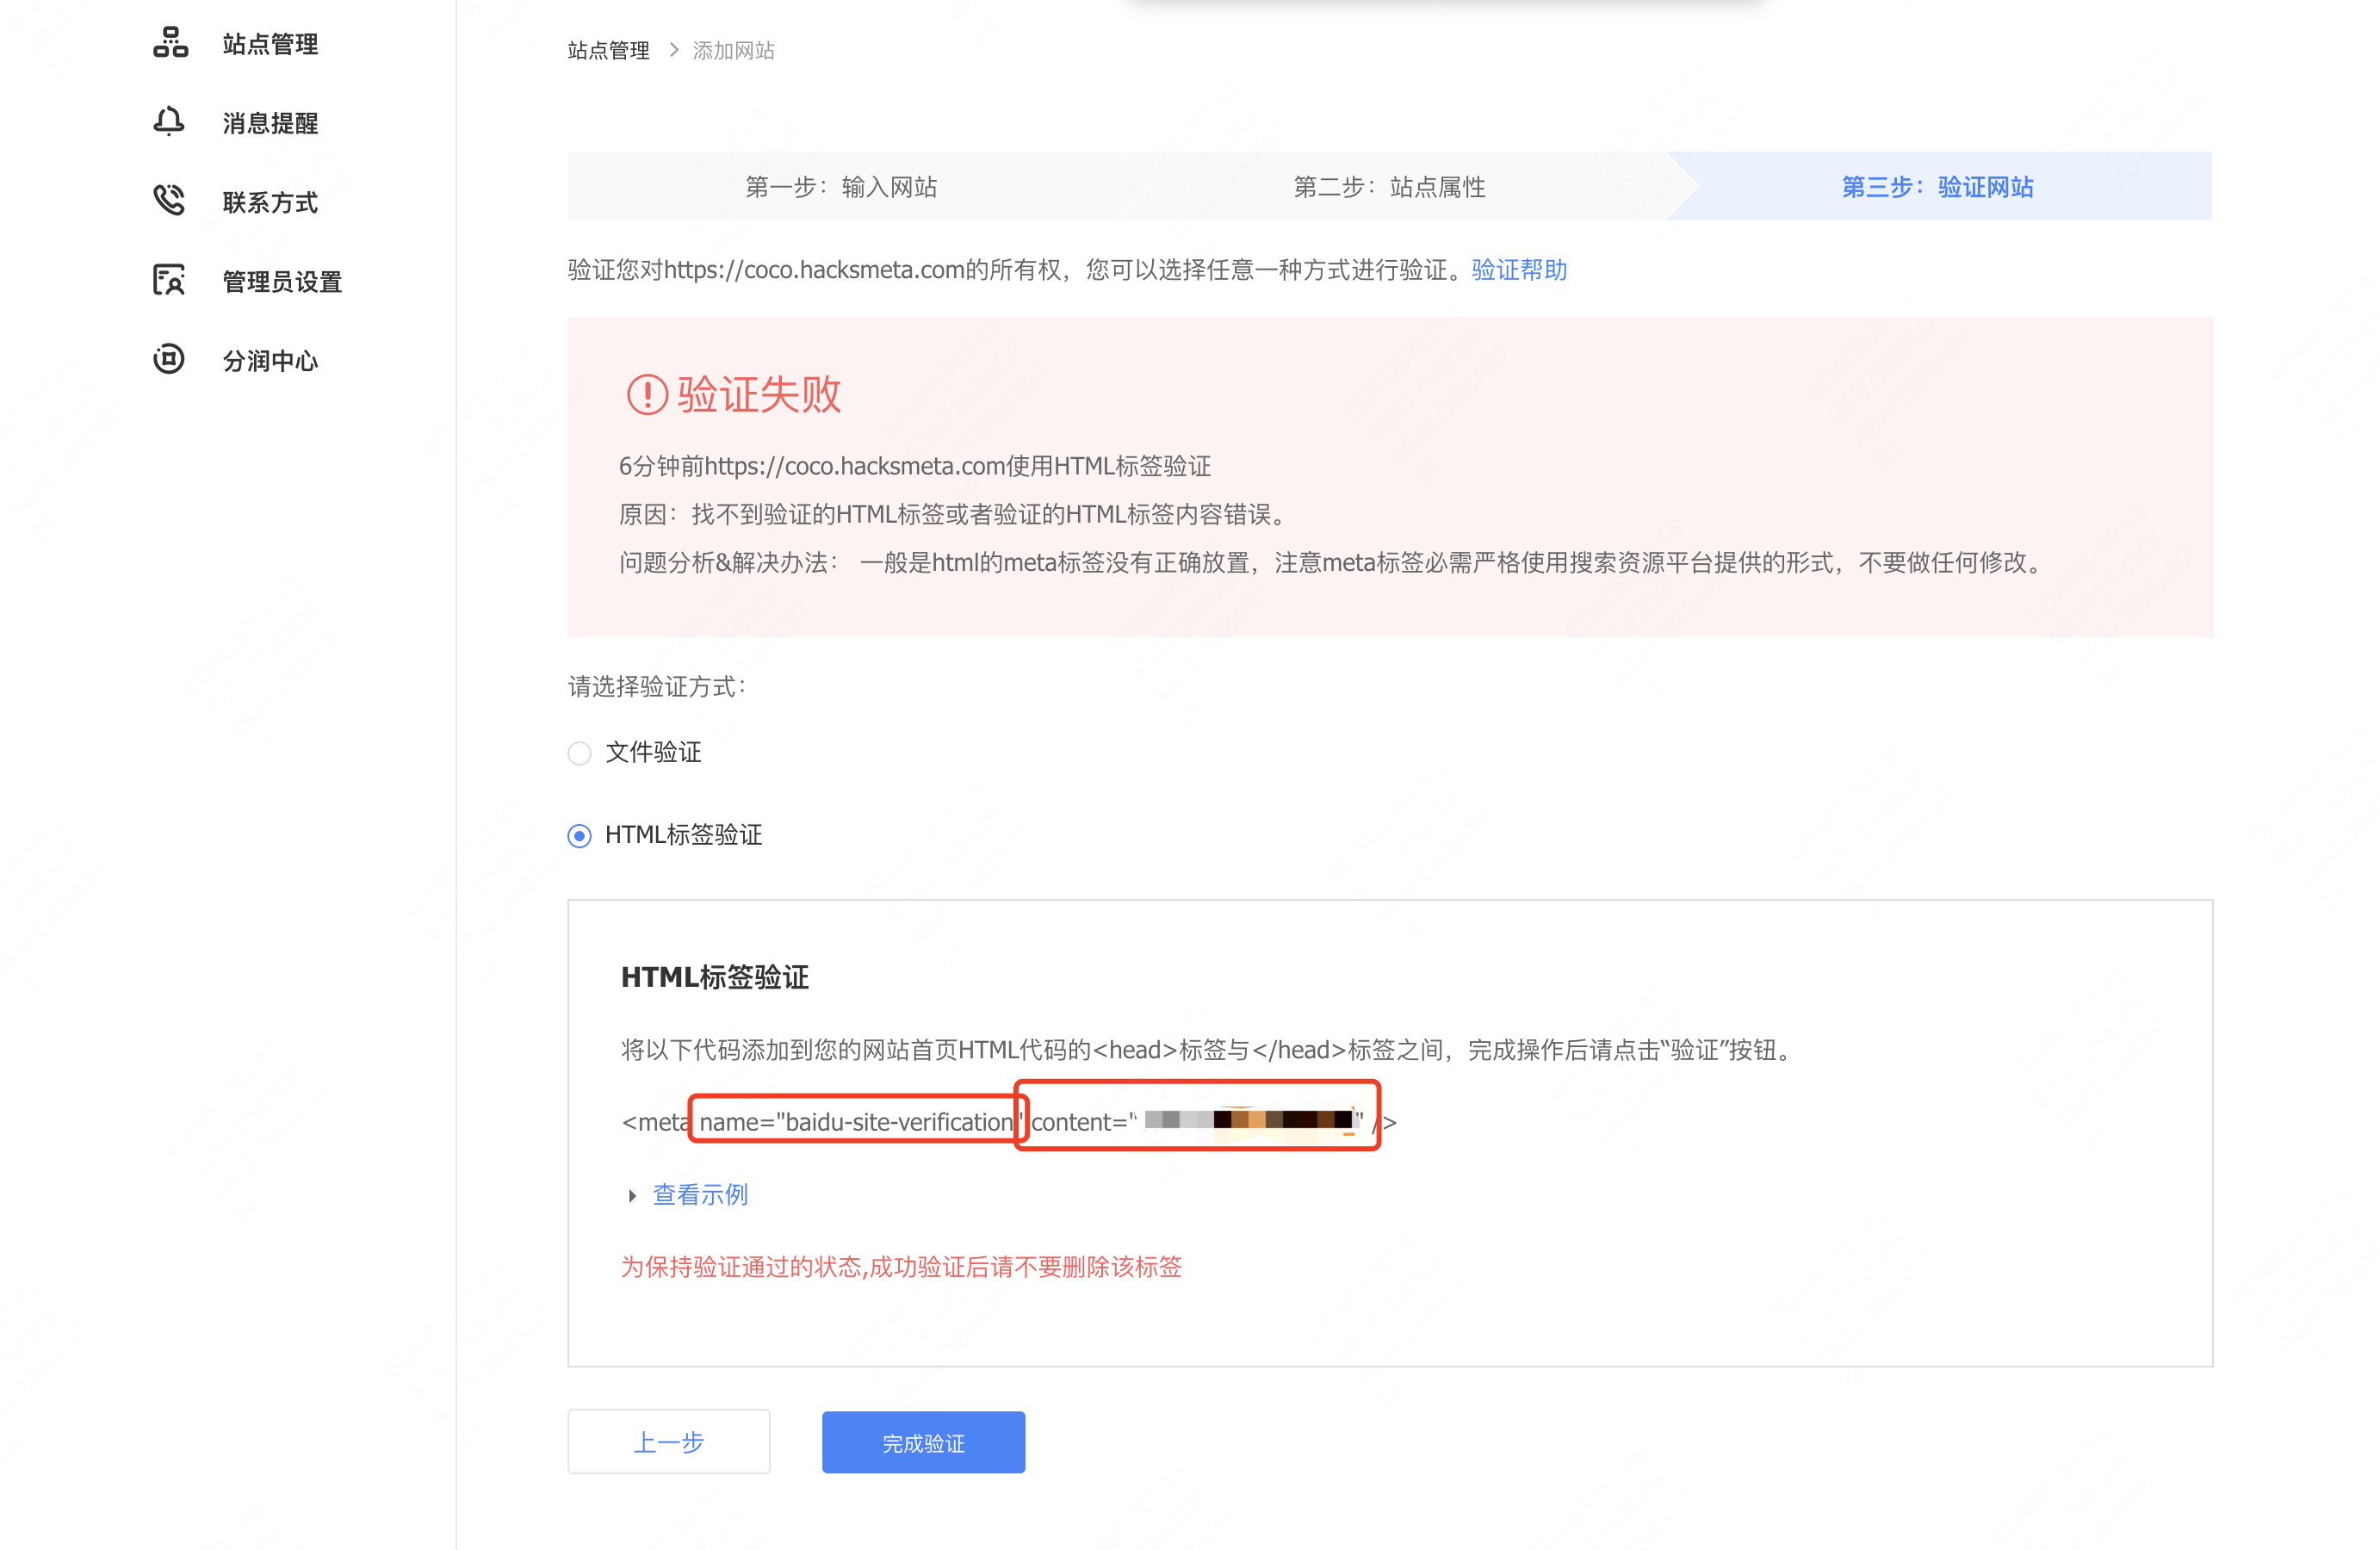 站点管理
消息提醒
联系方式
管理员设置
分润中心
站点管理 > 添加网站
第一步：输入网站
第二步：站点属性
第三步：验证网站
验证您对https://coco.hacksmeta.com的所有权，您可以选择任意一种方式进行验证。验证帮助
验证失败
6分钟前https://coco.hacksmeta.com使用HTML标签验证
原因：找不到验证的HTML标签或者验证的HTML标签内容错误。
问题分析&解决办法： 一般是html的meta标签没有正确放置，注意meta标签必需严格使用搜索资源平台提供的形式，不要做任何修改。
请选择验证方式：
文件验证
HTML标签验证
HTML标签验证
将以下代码添加到您的网站首页HTML代码的<head>标签与</head>标签之间，完成操作后请点击“验证”按钮。
<meta name="baidu-site-verification" content="" />
查看示例
为保持验证通过的状态,成功验证后请不要删除该标签
上一步
完成验证